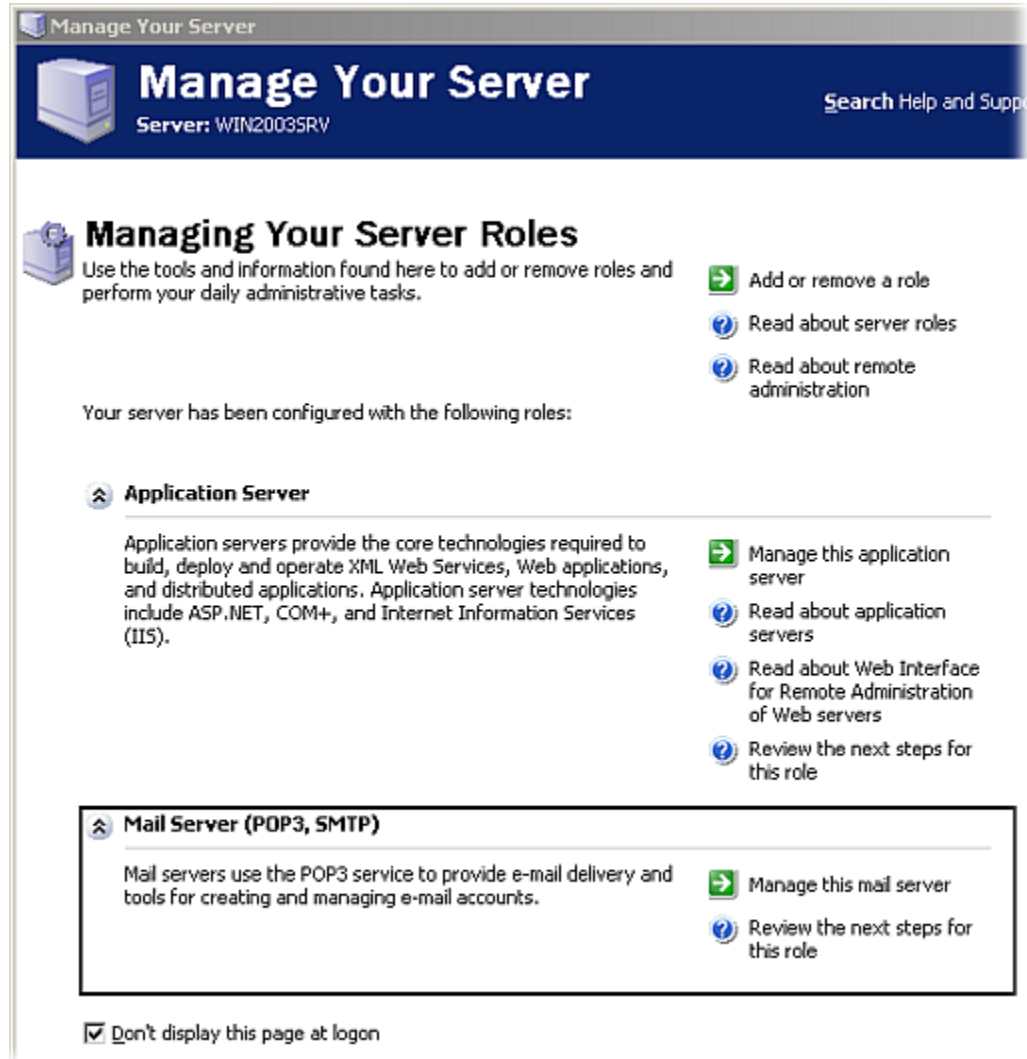 Manage Your Server
Manage Your Server
Server: WIN2003SRV
Search Help and Supp
Managing Your Server Roles
Use the tools and information found here to add or remove roles and
perform your daily administrative tasks.
Add or remove a role
Read about server roles
Read about remote
administration
Your server has been configured with the following roles:
Application Server
Application servers provide the core technologies required to
build, deploy and operate XML Web Services, Web applications,
and distributed applications. Application server technologies
include ASP.NET, COM+, and Internet Information Services
(IIS).
Manage this application
server
Read about application
servers
Read about Web Interface
for Remote Administration
of Web servers
Review the next steps for
this role
Mail Server (POP3, SMTP)
Mail servers use the POP3 service to provide e-mail delivery and
tools for creating and managing e-mail accounts.
Manage this mail server
Review the next steps for
this role
Don't display this page at logon